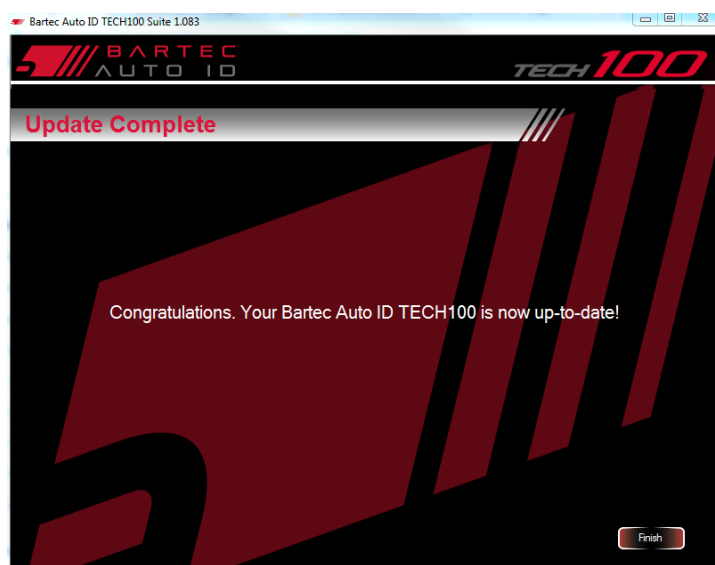 Bartec Auto ID TECH100 Suite 1.083
BARTEC
AUTO ID
TECH100
Update Complete
Congratulations. Your Bartec Auto ID TECH100 is now up-to-date!
Finish